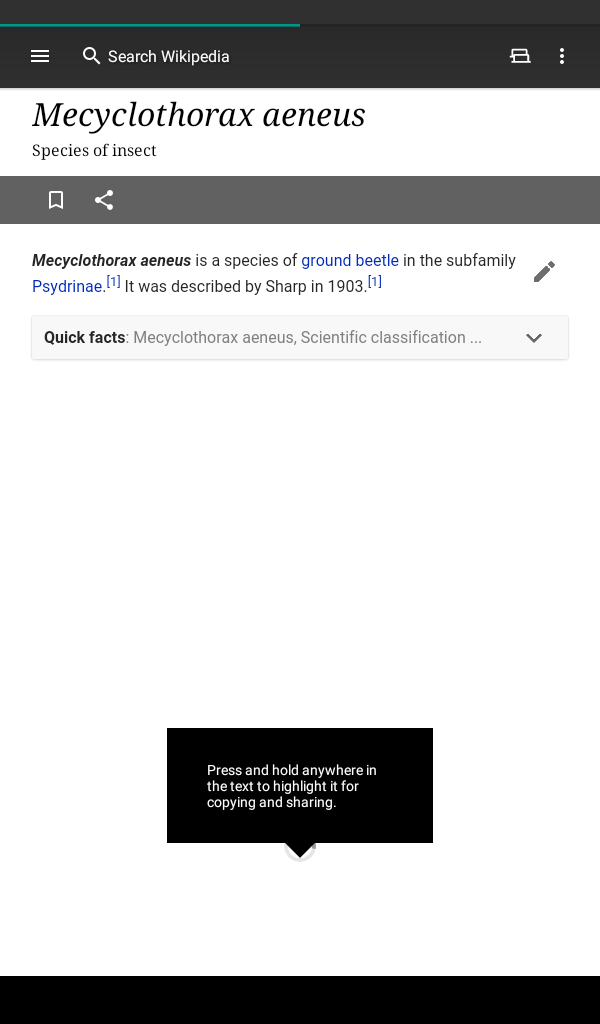 Search Wikipedia
Mecyclothorax aeneus
Species of insect
Mecyclothorax aeneus is a species of ground beetle in the subfamily
Psydrinae.[1] It was described by Sharp in 1903.[1]
Quick facts: Mecyclothorax aeneus, Scientific classification ...
Press and hold anywhere in
the text to highlight it for
copying and sharing.